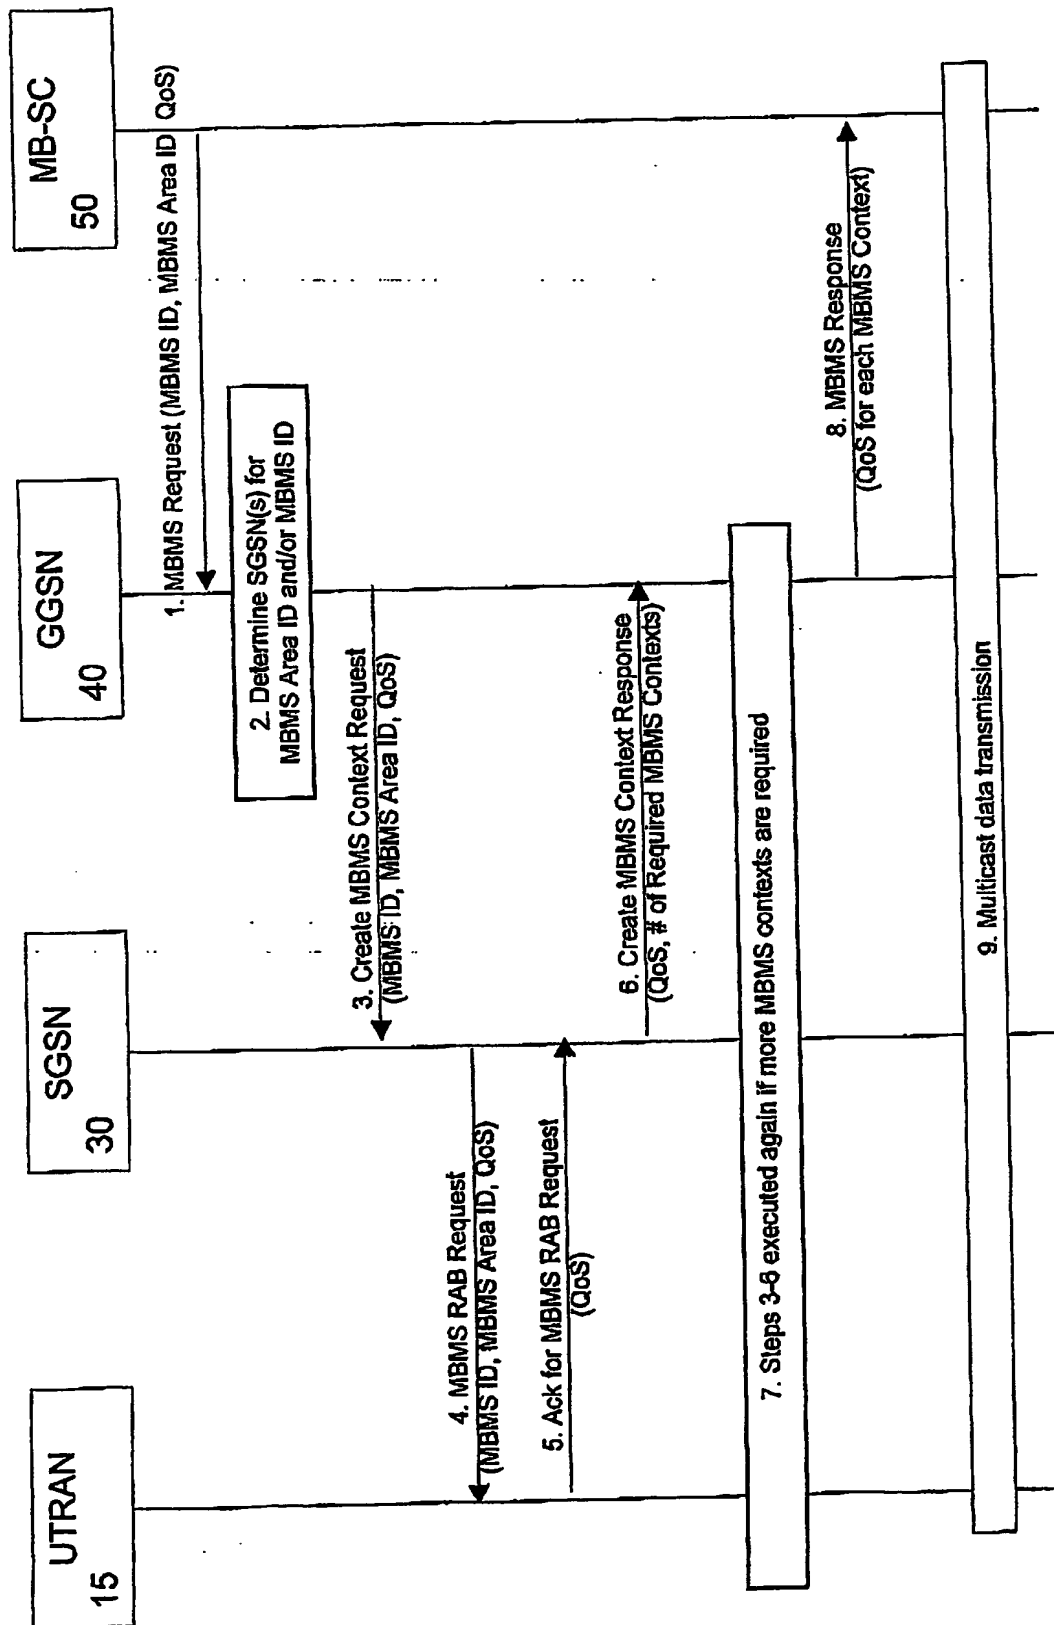 UTRAN
15
SGSN
30
GGSN
40
MB-SC
50
1. MBMS Request (MBMS ID, MBMS Area ID QoS)
2. Determine SGSN(s) for
MBMS Area ID and/or MBMS ID
3. Create MBMS Context Request
(MBMS ID, MBMS Area ID, QoS)
4. MBMS RAB Request
(MBMS ID, MBMS Area ID, QoS)
5. Ack for MBMS RAB Request
(QoS)
6. Create MBMS Context Response
(QoS, # of Required MBMS Contexts)
7. Steps 3-6 executed again if more MBMS contexts are required
8. MBMS Response
(QoS for each MBMS Context)
9. Multicast data transmission